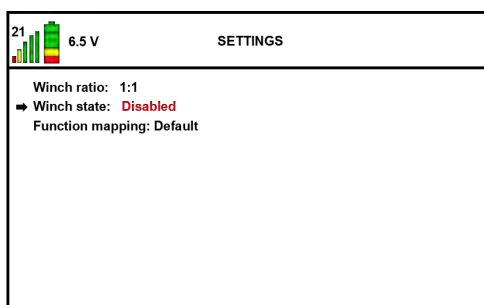 21
6.5 V
SETTINGS
Winch ratio: 1:1
Winch state: Disabled
Function mapping: Default